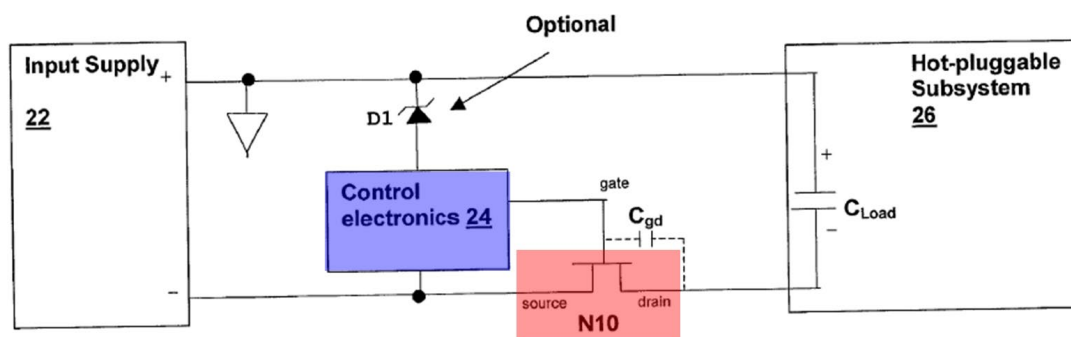 Optional
Input Supply +
22
Hot-pluggable
Subsystem
26
D1
Control
electronics 24
gate
Cgd
+
CLoad
−
−
source
drain
N10